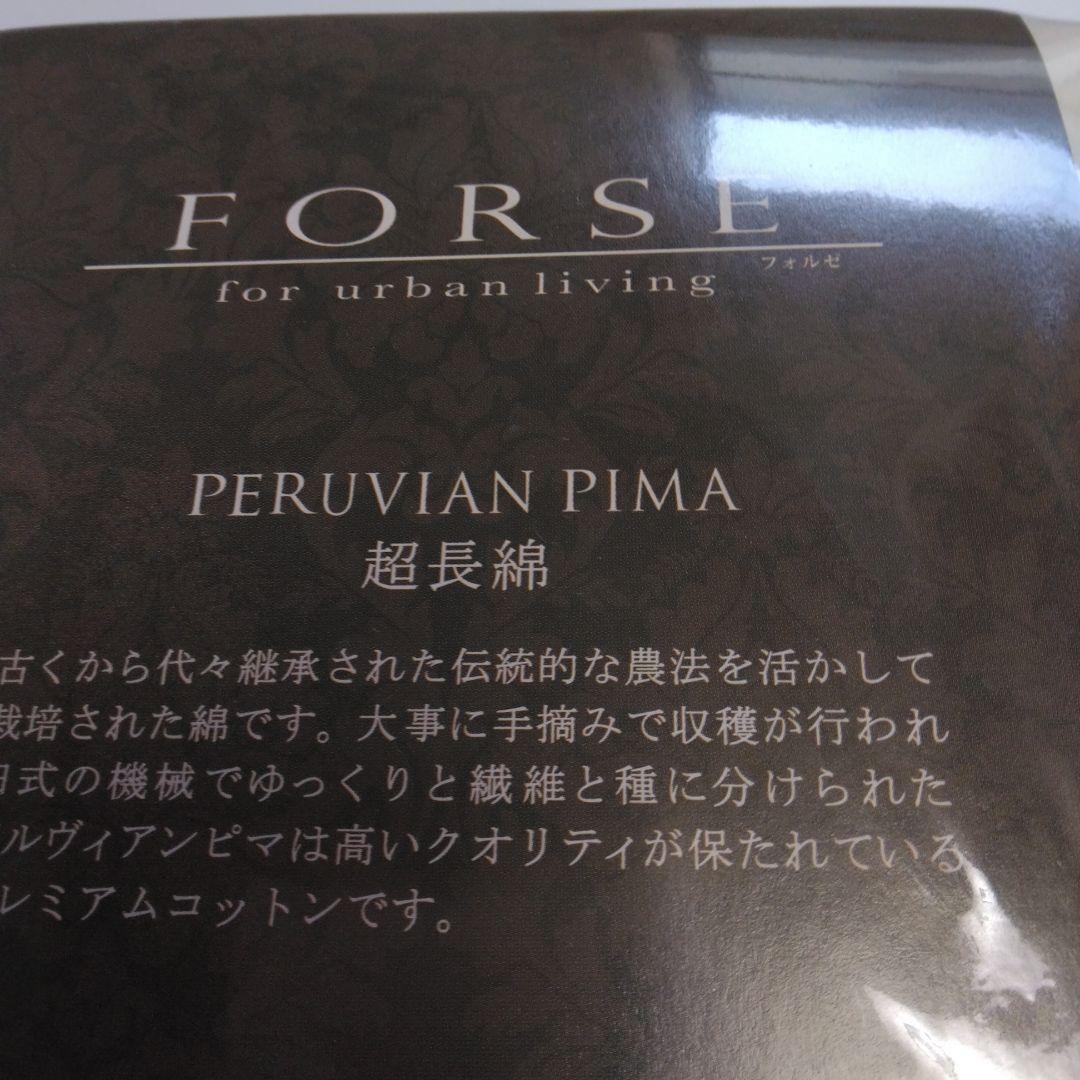 FORSE
フォルゼ
for urban living
PERUVIAN PIMA
超長綿
古くから代々継承された伝統的な農法を活かして
栽培された綿です。大事に手摘みで収穫が行われ
旧式の機械でゆっくりと繊維と種に分けられた
ルヴィアンピマは高いクオリティが保たれている
レミアムコットンです。